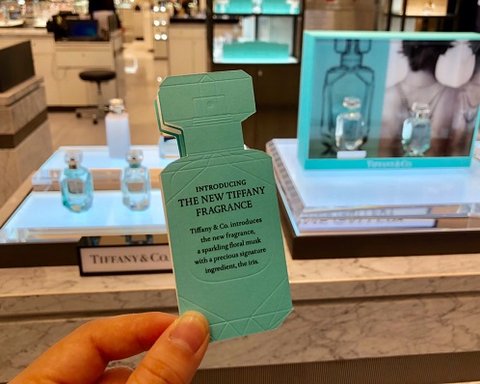 INTRODUCING
THE NEW TIFFANY
FRAGRANCE
Tiffany & Co. introduces
the new fragrance,
a sparkling floral musk
with a precious signature
ingredient, the iris.
TIFFANY & CO.
TIFFANY & CO.